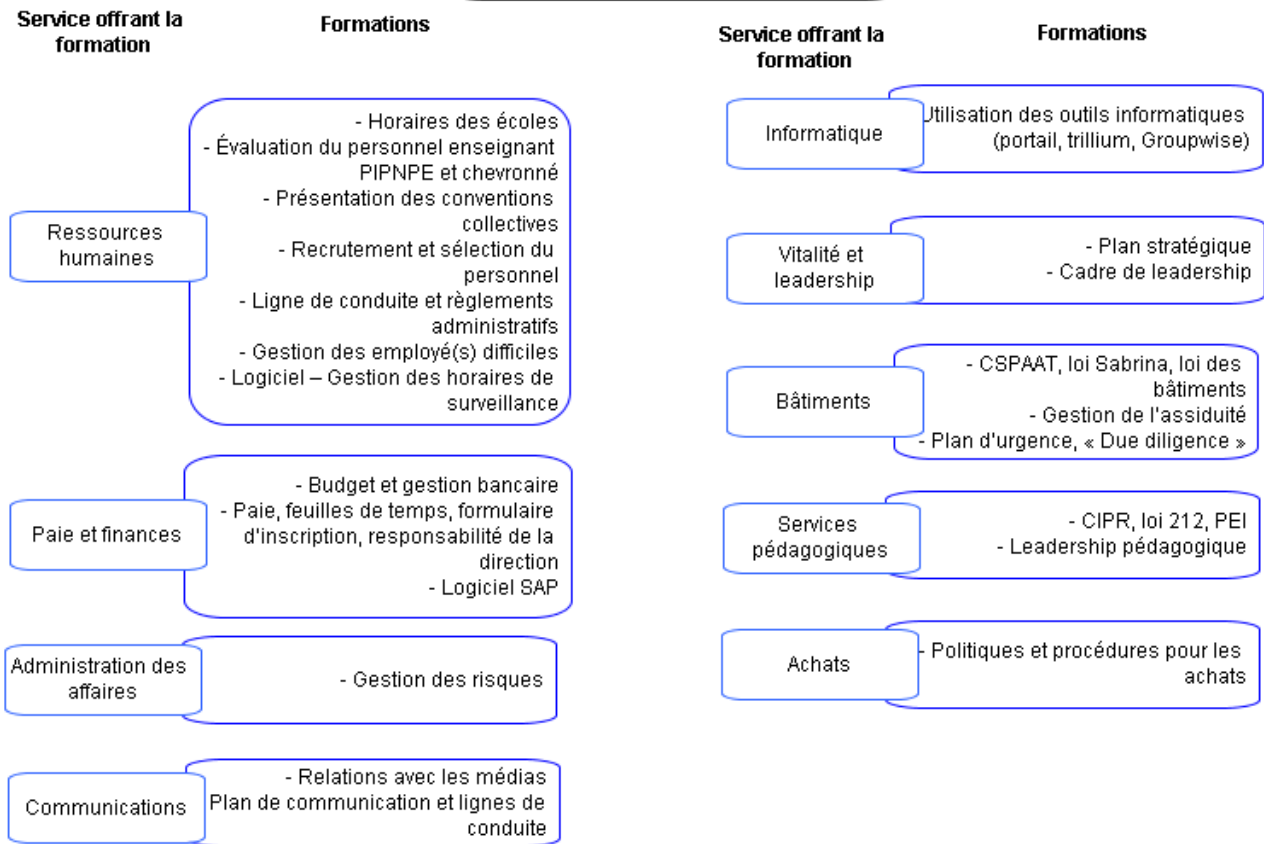 Service offrant la
formation
Formations
Ressources
humaines
- Horaires des écoles
- Évaluation du personnel enseignant
PIPNPE et chevronné
- Présentation des conventions
collectives
- Recrutement et sélection du
personnel
- Ligne de conduite et règlements
administratifs
- Gestion des employé(s) difficiles
- Logiciel – Gestion des horaires de
surveillance
Paie et finances
- Budget et gestion bancaire
- Paie, feuilles de temps, formulaire
d'inscription, responsabilité de la
direction
- Logiciel SAP
Administration des
affaires
- Gestion des risques
Communications
- Relations avec les médias
Plan de communication et lignes de
conduite
Service offrant la
formation
Formations
Informatique
Utilisation des outils informatiques
(portail, trillium, Groupwise)
Vitalité et
leadership
- Plan stratégique
- Cadre de leadership
Bâtiments
- CSPAAT, loi Sabrina, loi des
bâtiments
- Gestion de l'assiduité
- Plan d'urgence, « Due diligence »
Services
pédagogiques
- CIPR, loi 212, PEI
- Leadership pédagogique
Achats
- Politiques et procédures pour les
achats